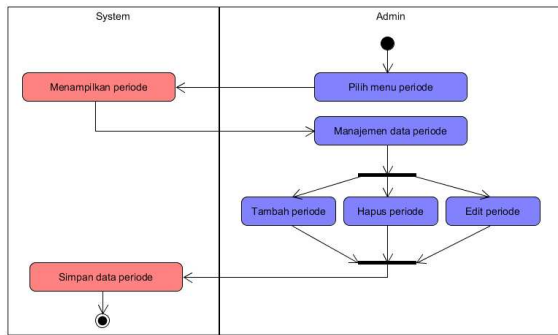 System
Admin
Menampilkan periode
Pilih menu periode
Manajemen data periode
Tambah periode
Hapus periode
Edit periode
Simpan data periode